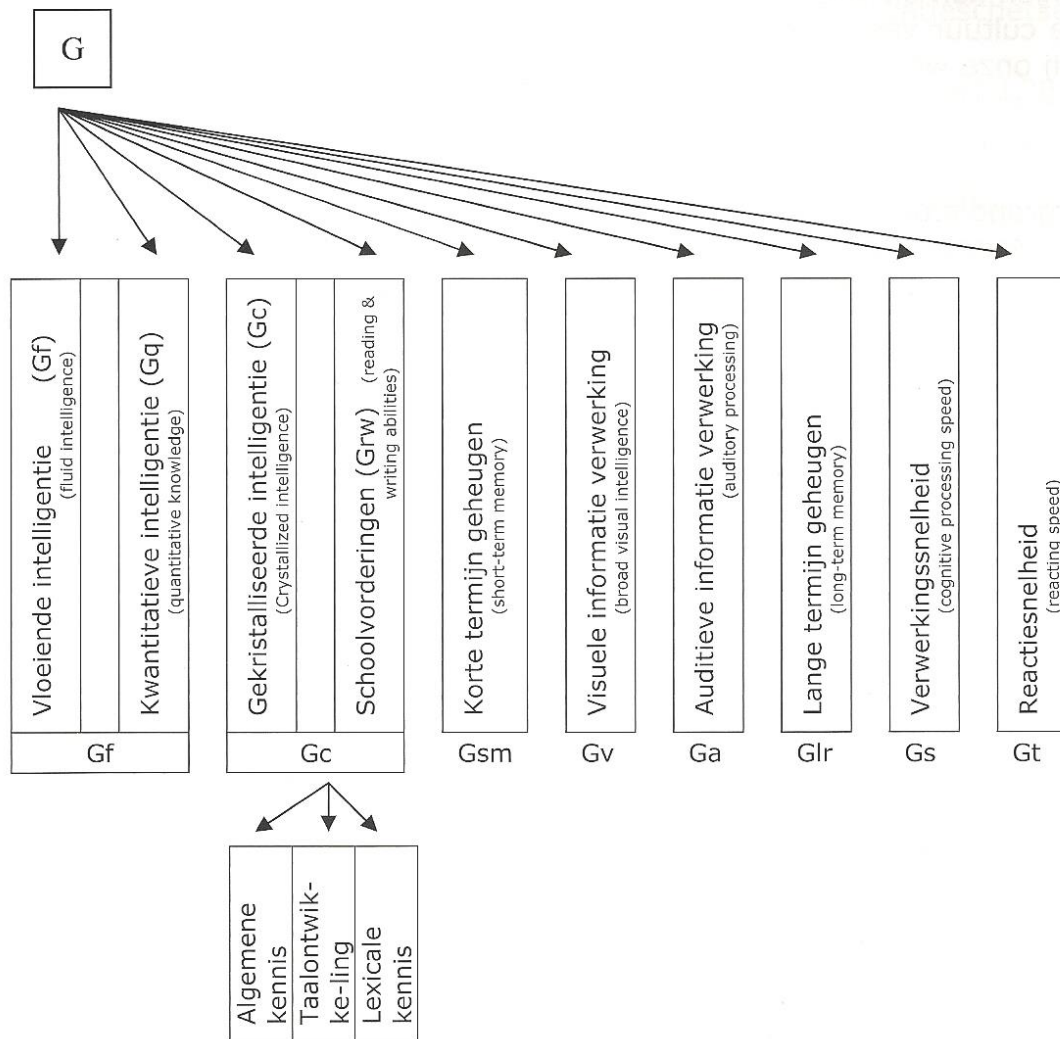 e cultuur
n onze
G
Vloeiende intelligentie (Gf)
(fluid intelligence)
Kwantitatieve intelligentie (Gq)
(quantitative knowledge)
Gekristalliseerde intelligentie (Gc)
(Crystallized intelligence)
Schoolvorderingen (Grw) (reading &
writing abilities)
Korte termijn geheugen
(short-term memory)
Visuele informatie verwerking
(broad visual intelligence)
Auditieve informatie verwerking
(auditory processing)
Lange termijn geheugen
(long-term memory)
Verwerkingssnelheid
(cognitive processing speed)
Reactiesnelheid
(reacting speed)
Gf
Gc
Gsm
Gv
Ga
Glr
Gs
Gt
Algemene
kennis
Taalontwik-
ke-ling
Lexicale
kennis